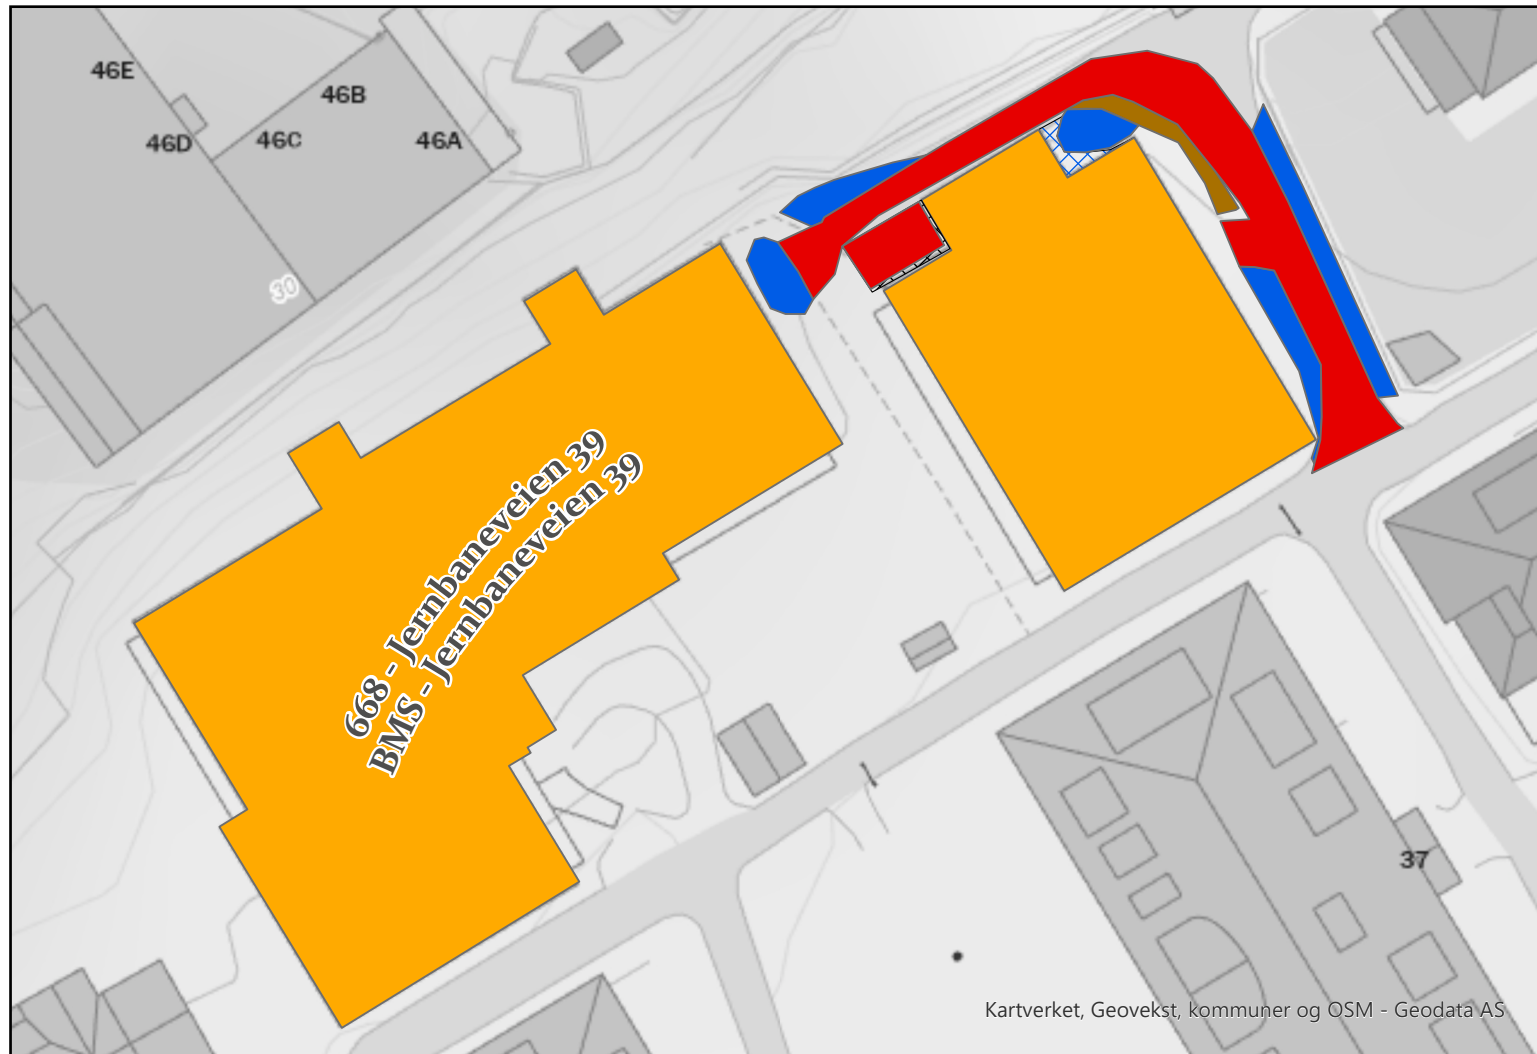 46E
46B
46D
46C
46A
30
668 - Jernbaneveien 39
BMS - Jernbaneveien 39
37
Kartverket, Geovekst, kommuner og OSM - Geodata AS